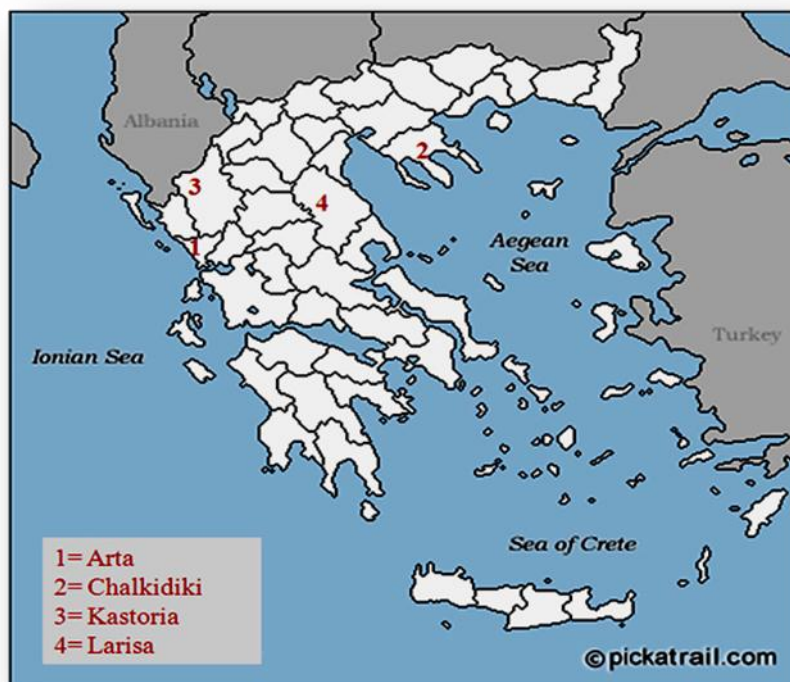 Albania
2
3
4
1
Aegean
Sea
Turkey
Ionian Sea
Sea of Crete
1= Arta
2= Chalkidiki
3= Kastoria
4= Larisa
©pickatrail.com